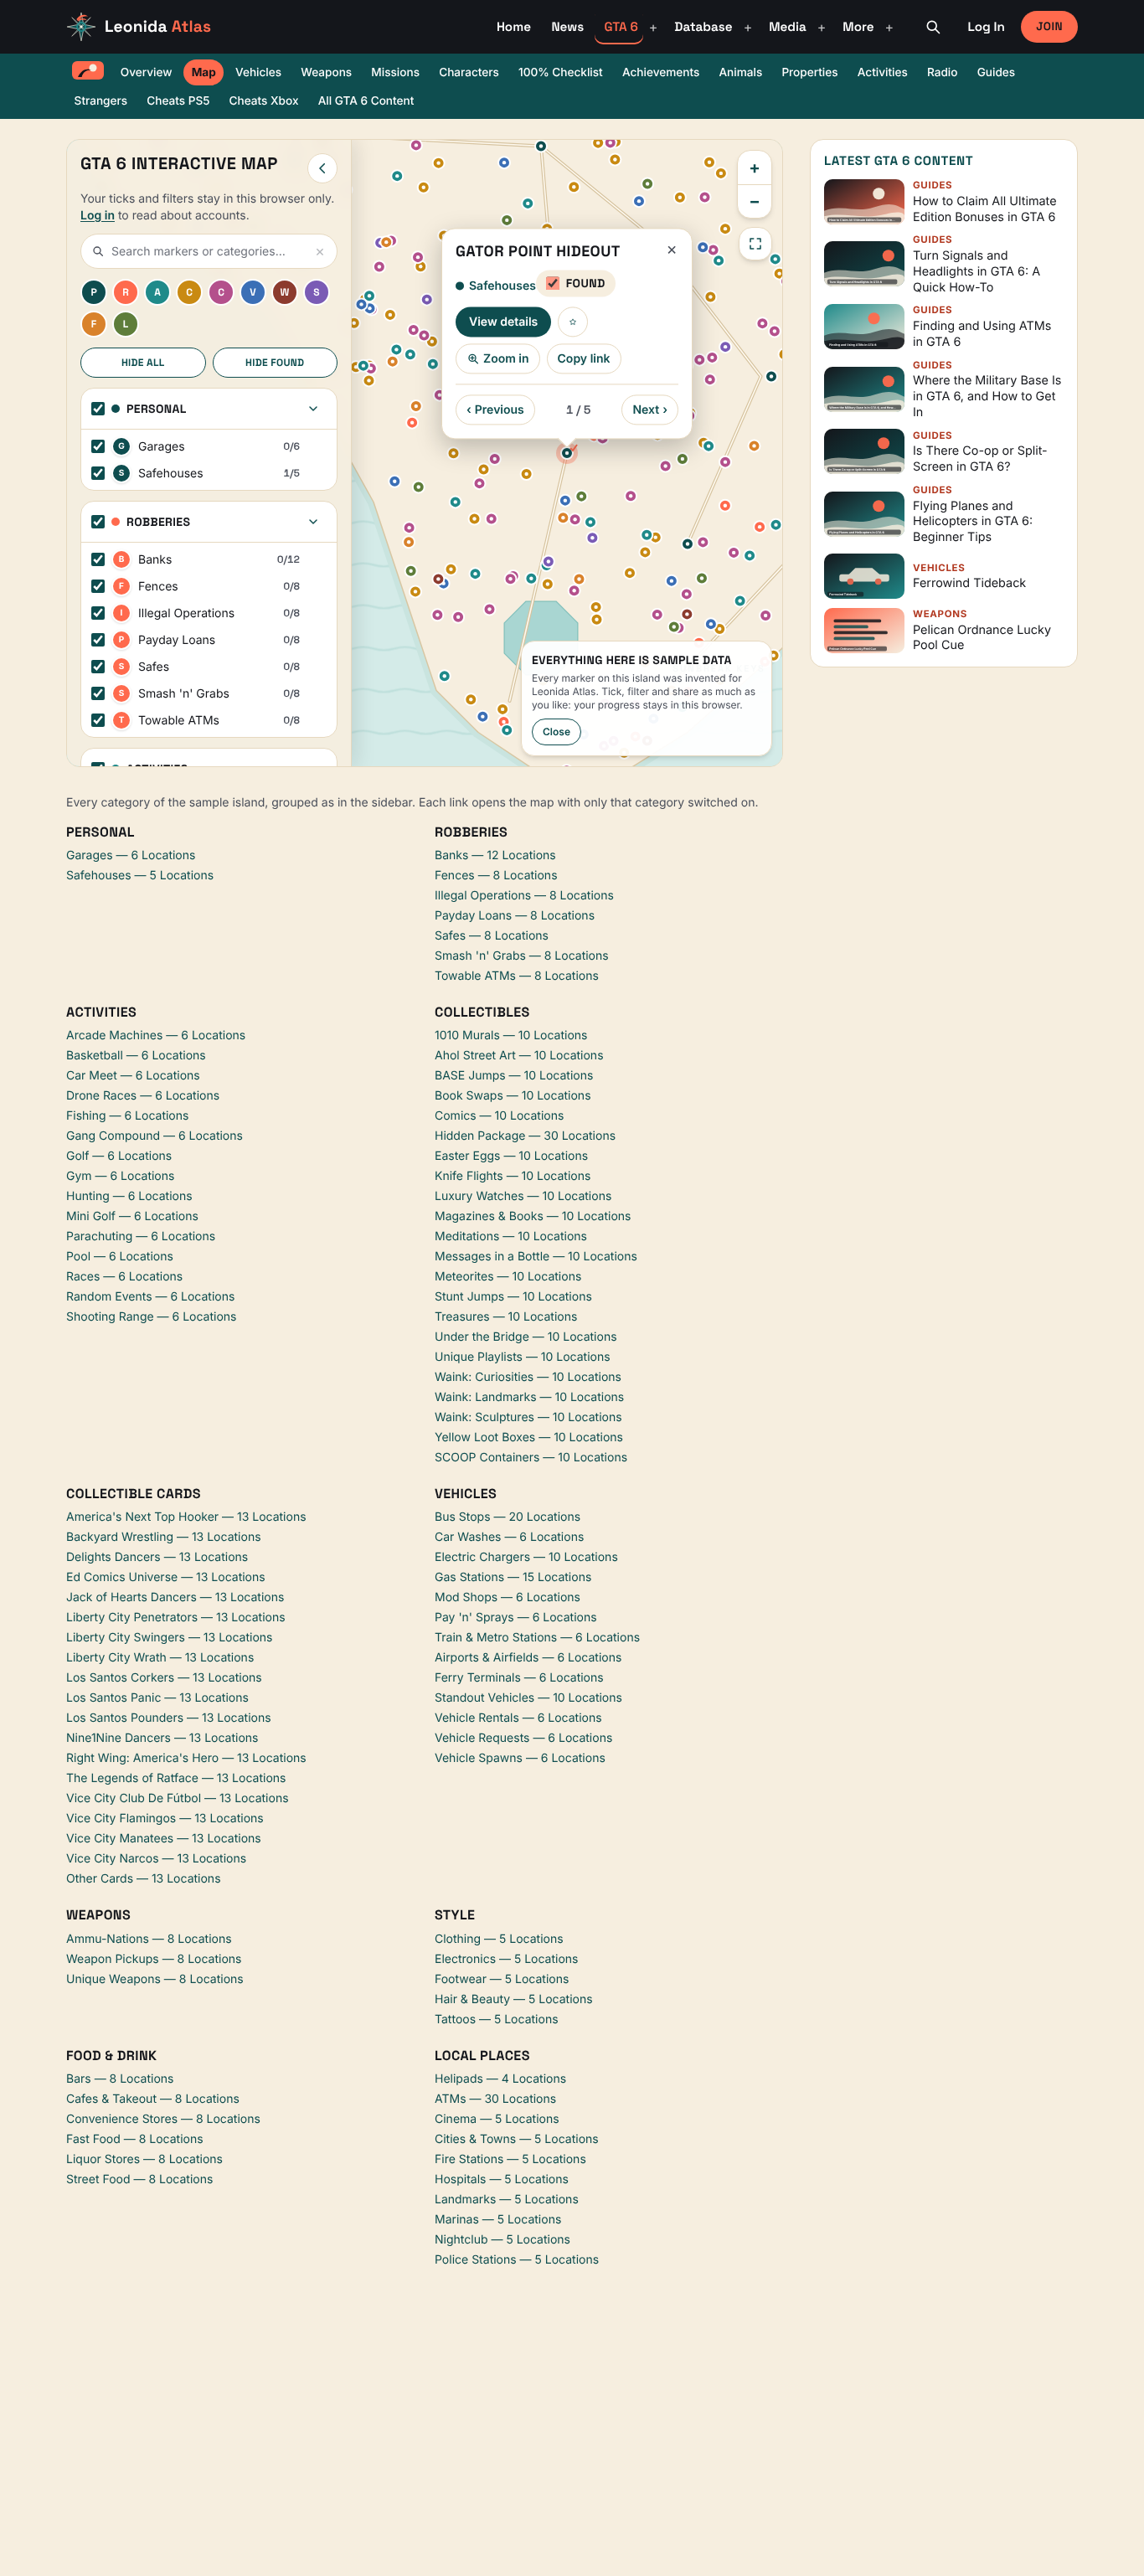 Leonida Atlas
Home
News
GTA 6 +
Database +
Media +
More +
Log In
JOIN
Overview
Map
Vehicles
Weapons
Missions
Characters
100% Checklist
Achievements
Animals
Properties
Activities
Radio
Guides
Strangers
Cheats PS5
Cheats Xbox
All GTA 6 Content
GTA 6 INTERACTIVE MAP
Your ticks and filters stay in this browser only.
Log in to read about accounts.
Search markers or categories...
P R A C C V W S
F L
HIDE ALL
HIDE FOUND
PERSONAL
G Garages 0/6
S Safehouses 1/5
ROBBERIES
B Banks 0/12
F Fences 0/8
I Illegal Operations 0/8
P Payday Loans 0/8
S Safes 0/8
S Smash 'n' Grabs 0/8
T Towable ATMs 0/8
+
−
GATOR POINT HIDEOUT
Safehouses
FOUND
View details
Zoom in
Copy link
‹ Previous
1 / 5
Next ›
EVERYTHING HERE IS SAMPLE DATA
Every marker on this island was invented for
Leonida Atlas. Tick, filter and share as much as
you like: your progress stays in this browser.
Close
LATEST GTA 6 CONTENT
GUIDES
How to Claim All Ultimate
Edition Bonuses in GTA 6
GUIDES
Turn Signals and
Headlights in GTA 6: A
Quick How-To
GUIDES
Finding and Using ATMs
in GTA 6
GUIDES
Where the Military Base Is
in GTA 6, and How to Get
In
GUIDES
Is There Co-op or Split-
Screen in GTA 6?
GUIDES
Flying Planes and
Helicopters in GTA 6:
Beginner Tips
VEHICLES
Ferrowind Tideback
WEAPONS
Pelican Ordnance Lucky
Pool Cue
Every category of the sample island, grouped as in the sidebar. Each link opens the map with only that category switched on.
PERSONAL
Garages — 6 Locations
Safehouses — 5 Locations
ROBBERIES
Banks — 12 Locations
Fences — 8 Locations
Illegal Operations — 8 Locations
Payday Loans — 8 Locations
Safes — 8 Locations
Smash 'n' Grabs — 8 Locations
Towable ATMs — 8 Locations
ACTIVITIES
Arcade Machines — 6 Locations
Basketball — 6 Locations
Car Meet — 6 Locations
Drone Races — 6 Locations
Fishing — 6 Locations
Gang Compound — 6 Locations
Golf — 6 Locations
Gym — 6 Locations
Hunting — 6 Locations
Mini Golf — 6 Locations
Parachuting — 6 Locations
Pool — 6 Locations
Races — 6 Locations
Random Events — 6 Locations
Shooting Range — 6 Locations
COLLECTIBLES
1010 Murals — 10 Locations
Ahol Street Art — 10 Locations
BASE Jumps — 10 Locations
Book Swaps — 10 Locations
Comics — 10 Locations
Hidden Package — 30 Locations
Easter Eggs — 10 Locations
Knife Flights — 10 Locations
Luxury Watches — 10 Locations
Magazines & Books — 10 Locations
Meditations — 10 Locations
Messages in a Bottle — 10 Locations
Meteorites — 10 Locations
Stunt Jumps — 10 Locations
Treasures — 10 Locations
Under the Bridge — 10 Locations
Unique Playlists — 10 Locations
Waink: Curiosities — 10 Locations
Waink: Landmarks — 10 Locations
Waink: Sculptures — 10 Locations
Yellow Loot Boxes — 10 Locations
SCOOP Containers — 10 Locations
COLLECTIBLE CARDS
America's Next Top Hooker — 13 Locations
Backyard Wrestling — 13 Locations
Delights Dancers — 13 Locations
Ed Comics Universe — 13 Locations
Jack of Hearts Dancers — 13 Locations
Liberty City Penetrators — 13 Locations
Liberty City Swingers — 13 Locations
Liberty City Wrath — 13 Locations
Los Santos Corkers — 13 Locations
Los Santos Panic — 13 Locations
Los Santos Pounders — 13 Locations
Nine1Nine Dancers — 13 Locations
Right Wing: America's Hero — 13 Locations
The Legends of Ratface — 13 Locations
Vice City Club De Fútbol — 13 Locations
Vice City Flamingos — 13 Locations
Vice City Manatees — 13 Locations
Vice City Narcos — 13 Locations
Other Cards — 13 Locations
VEHICLES
Bus Stops — 20 Locations
Car Washes — 6 Locations
Electric Chargers — 10 Locations
Gas Stations — 15 Locations
Mod Shops — 6 Locations
Pay 'n' Sprays — 6 Locations
Train & Metro Stations — 6 Locations
Airports & Airfields — 6 Locations
Ferry Terminals — 6 Locations
Standout Vehicles — 10 Locations
Vehicle Rentals — 6 Locations
Vehicle Requests — 6 Locations
Vehicle Spawns — 6 Locations
WEAPONS
Ammu-Nations — 8 Locations
Weapon Pickups — 8 Locations
Unique Weapons — 8 Locations
STYLE
Clothing — 5 Locations
Electronics — 5 Locations
Footwear — 5 Locations
Hair & Beauty — 5 Locations
Tattoos — 5 Locations
FOOD & DRINK
Bars — 8 Locations
Cafes & Takeout — 8 Locations
Convenience Stores — 8 Locations
Fast Food — 8 Locations
Liquor Stores — 8 Locations
Street Food — 8 Locations
LOCAL PLACES
Helipads — 4 Locations
ATMs — 30 Locations
Cinema — 5 Locations
Cities & Towns — 5 Locations
Fire Stations — 5 Locations
Hospitals — 5 Locations
Landmarks — 5 Locations
Marinas — 5 Locations
Nightclub — 5 Locations
Police Stations — 5 Locations